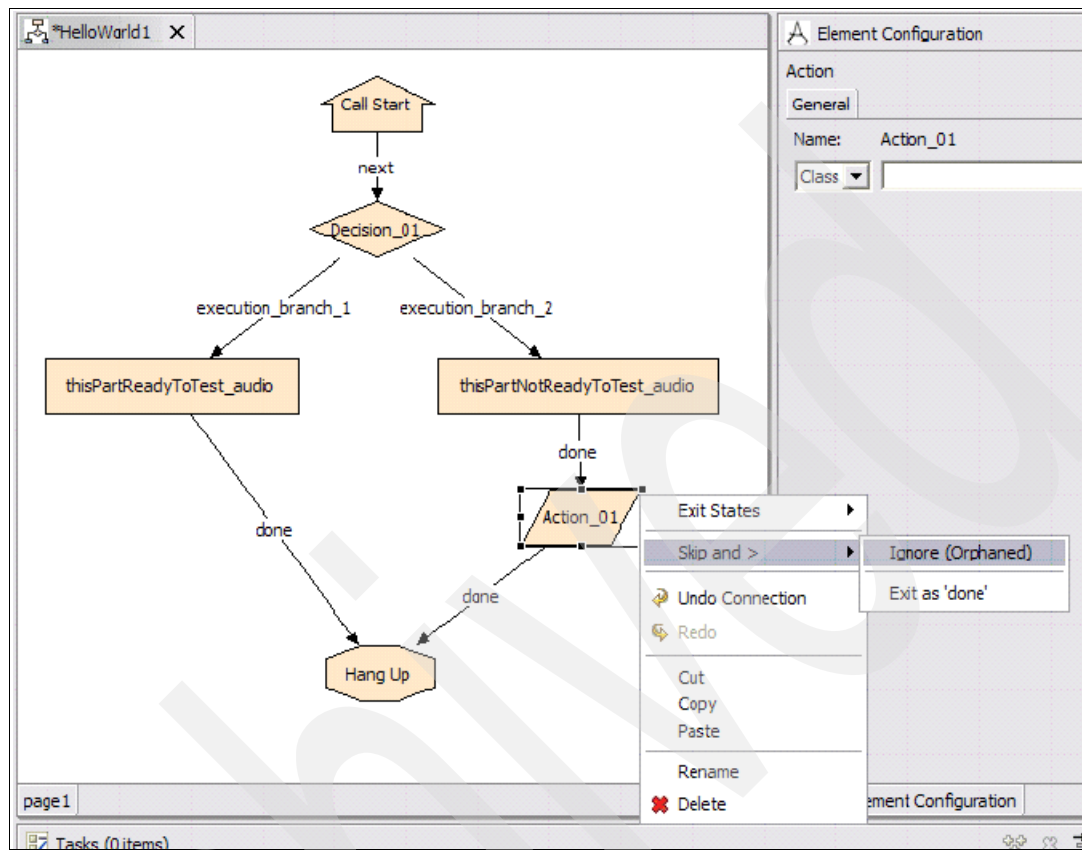 *HelloWorld1
Element Configuration
Action
General
Name: Action_01
Class
Call Start
next
Decision_01
execution_branch_1
execution_branch_2
thisPartReadyToTest_audio
thisPartNotReadyToTest_audio
done
Action_01
done
done
Hang Up
Exit States
Skip and >
Ignore (Orphaned)
Exit as 'done'
Undo Connection
Redo
Cut
Copy
Paste
Rename
Delete
page1
ement Configuration
Tasks (0 items)
hived